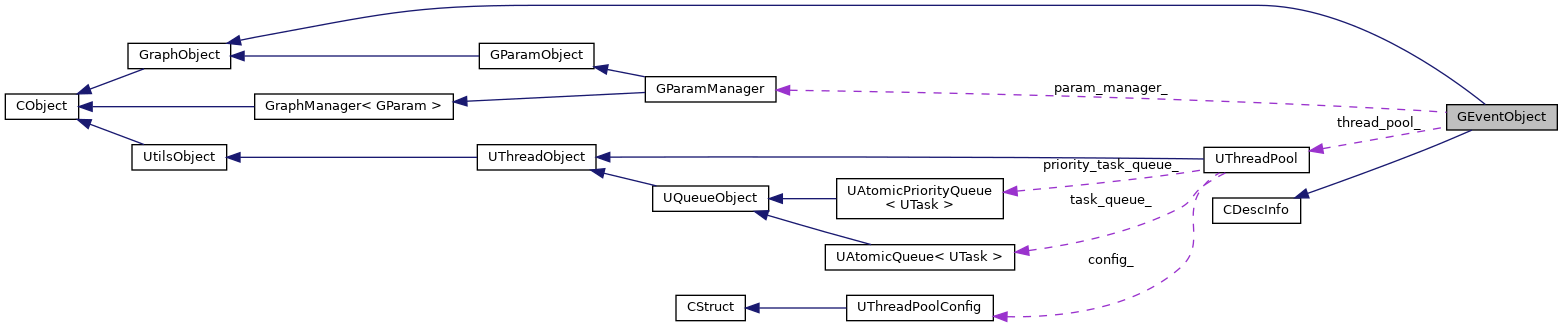 GraphObject
GParamObject
GParamManager
param_manager_
CObject
GraphManager< GParam >
GEventObject
thread_pool_
UtilsObject
UThreadObject
UThreadPool
priority_task_queue_
UQueueObject
UAtomicPriorityQueue
< UTask >
task_queue_
CDescInfo
UAtomicQueue< UTask >
config_
CStruct
UThreadPoolConfig